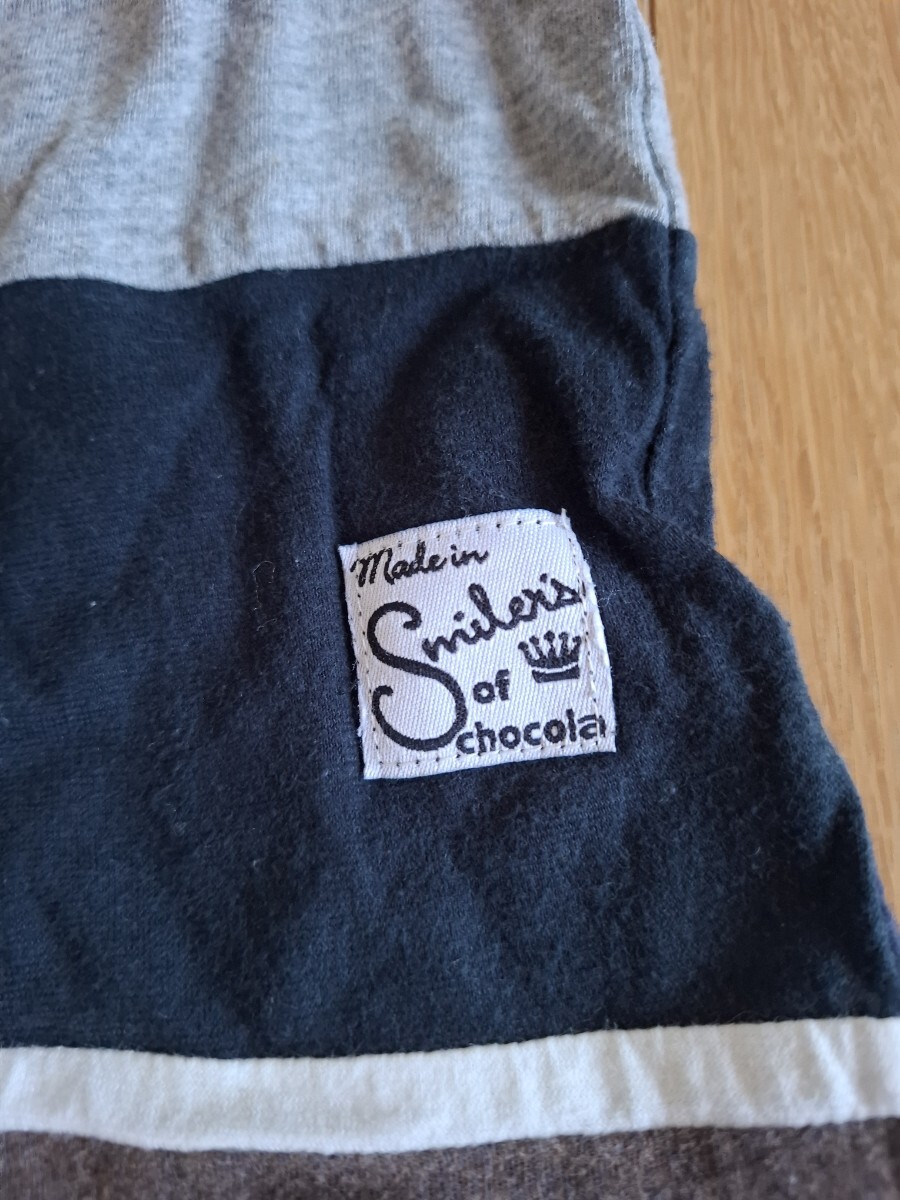 Made in
Smiler's
of
chocola